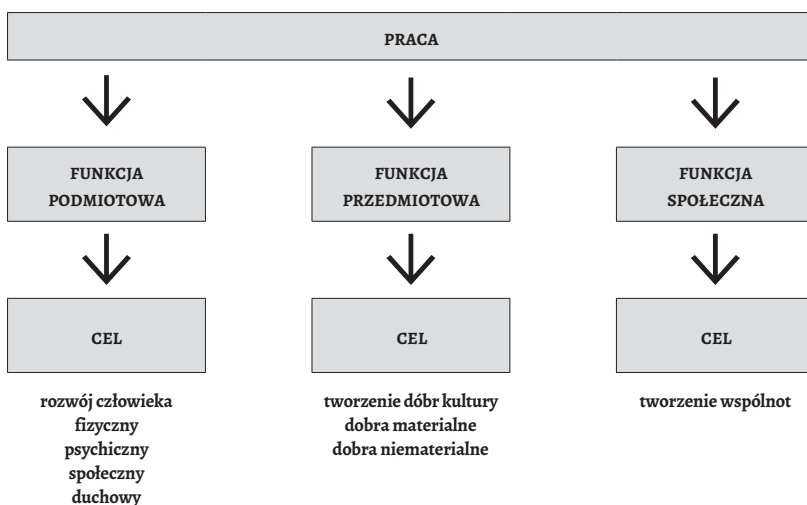 PRACA
FUNKCJA
PODMIOTOWA
FUNKCJA
PRZEDMIOTOWA
FUNKCJA
SPOŁECZNA
CEL
CEL
CEL
rozwój człowieka
fizyczny
psychiczny
społeczny
duchowy
tworzenie dóbr kultury
dobra materialne
dobra niematerialne
tworzenie wspólnot